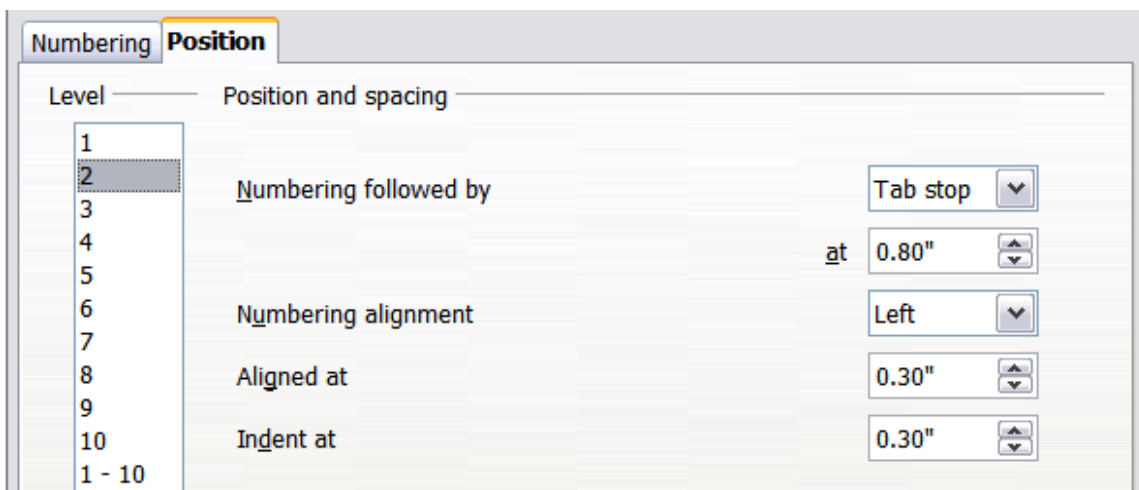 Numbering Position
Level Position and spacing
1
2
Numbering followed by Tab stop
3
4
at 0.80"
5
6
Numbering alignment Left
7
8
Aligned at 0.30"
9
10
Indent at 0.30"
1 - 10